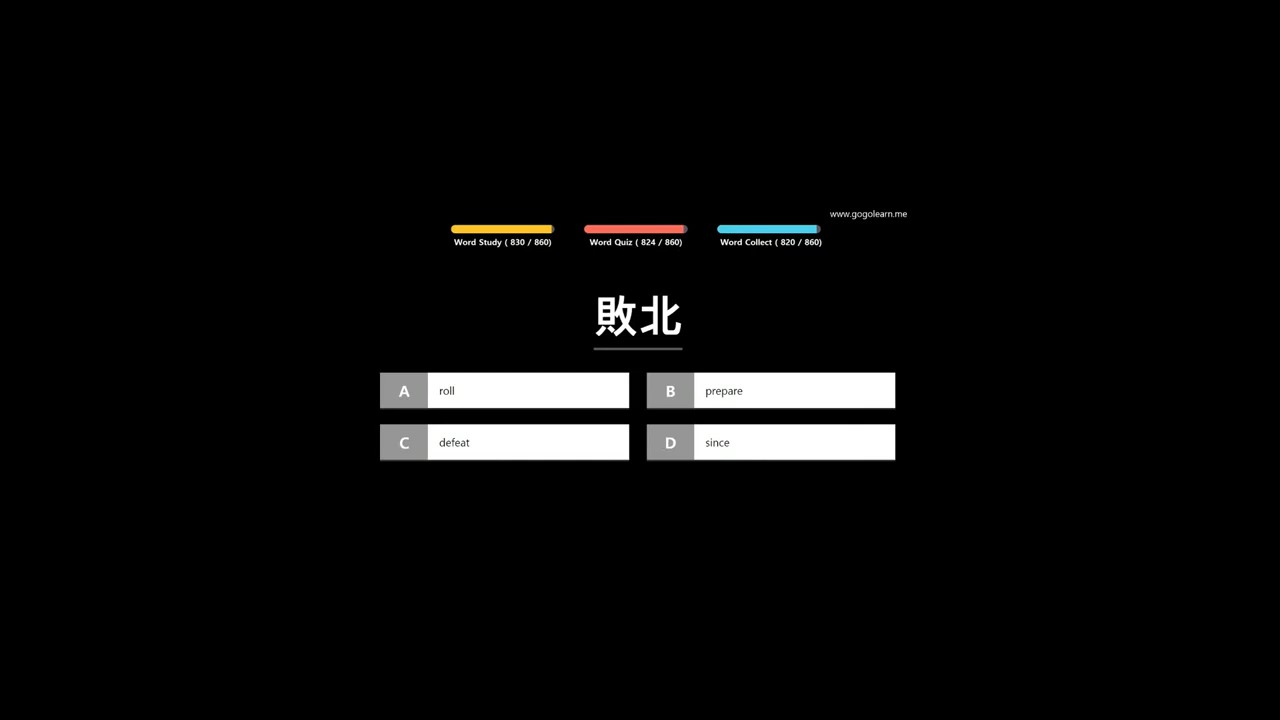 www.gogolearn.me
Word Study ( 830 / 860)
Word Quiz ( 824 / 860)
Word Collect ( 820 / 860)
敗北
A roll
B prepare
C defeat
D since